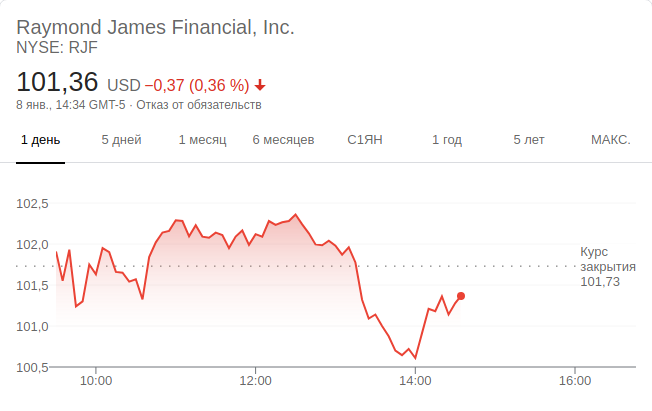 Raymond James Financial, Inc.
NYSE: RJF
101,36 USD −0,37 (0,36 %)
8 янв., 14:34 GMT-5 · Отказ от обязательств
1 день 5 дней 1 месяц 6 месяцев С1ЯН 1 год 5 лет МАКС.
102,5
102,0
Курс
закрытия
101,73
101,5
101,0
100,5
10:00 12:00 14:00 16:00